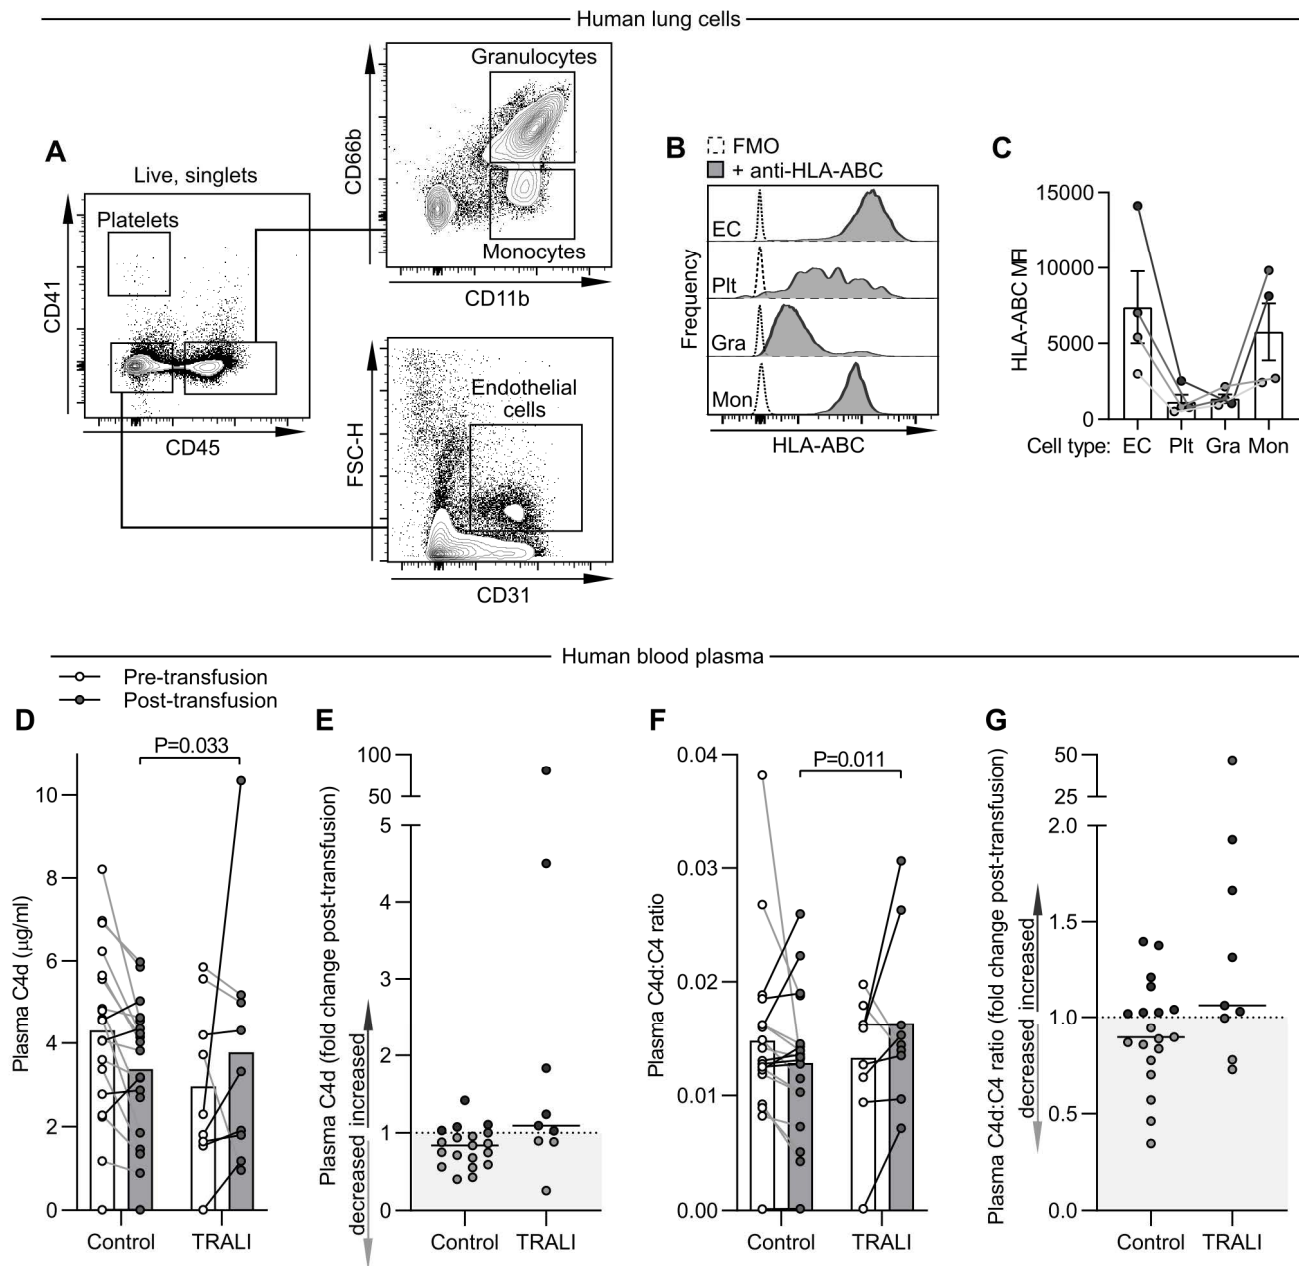 Human lung cells
A
Live, singlets
Platelets
CD41
CD45
Granulocytes
CD66b
Monocytes
CD11b
Endothelial
cells
FSC-H
CD31
B
FMO
+ anti-HLA-ABC
Frequency
EC
Plt
Gra
Mon
HLA-ABC
C
HLA-ABC MFI
15000
10000
5000
0
Cell type: EC Plt Gra Mon
Human blood plasma
Pre-transfusion
Post-transfusion
D
P=0.033
Plasma C4d (µg/ml)
10
8
6
4
2
0
Control TRALI
E
Plasma C4d (fold change post-transfusion)
decreased increased
100
50
5
4
3
2
1
0
Control TRALI
F
P=0.011
Plasma C4d:C4 ratio
0.04
0.03
0.02
0.01
0.00
Control TRALI
G
Plasma C4d:C4 ratio (fold change post-transfusion)
decreased increased
50
25
2.0
1.5
1.0
0.5
0.0
Control TRALI